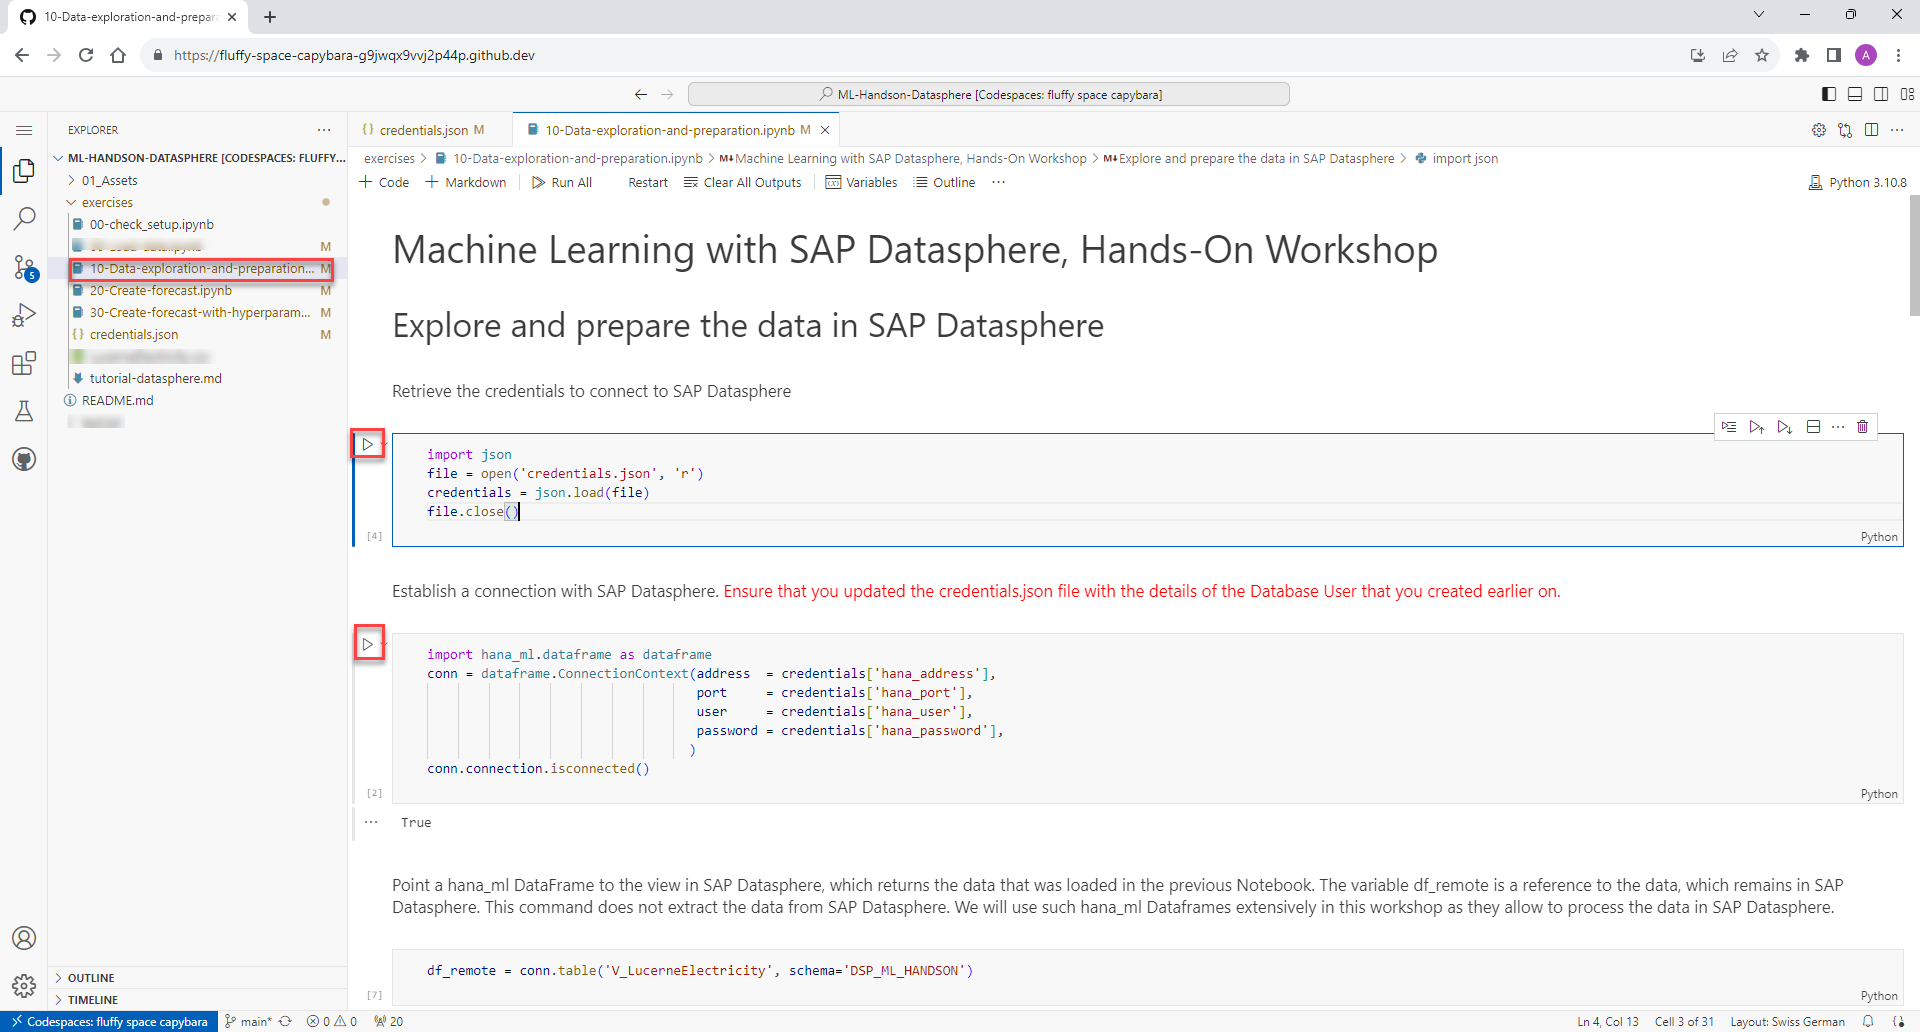 10-Data-exploration-and-prepara
https://fluffy-space-capybara-g9jwqx9vvj2p44p.github.dev
A
ML-Handson-Datasphere [Codespaces: fluffy space capybara]
EXPLORER
ML-HANDSON-DATASPHERE [CODESPACES: FLUFFY...
01_Assets
exercises
00-check_setup.ipynb
M
10-Data-exploration-and-preparation... M
20-Create-forecast.ipynb M
30-Create-forecast-with-hyperparam... M
credentials.json M
tutorial-datasphere.md
README.md
5
OUTLINE
TIMELINE
credentials.json M
10-Data-exploration-and-preparation.ipynb M
exercises > 10-Data-exploration-and-preparation.ipynb > M↓Machine Learning with SAP Datasphere, Hands-On Workshop > M↓Explore and prepare the data in SAP Datasphere > import json
+ Code + Markdown Run All Restart Clear All Outputs Variables Outline ···
Python 3.10.8
Machine Learning with SAP Datasphere, Hands-On Workshop
Explore and prepare the data in SAP Datasphere
Retrieve the credentials to connect to SAP Datasphere
import json
file = open('credentials.json', 'r')
credentials = json.load(file)
file.close()
[4]
Python
Establish a connection with SAP Datasphere. Ensure that you updated the credentials.json file with the details of the Database User that you created earlier on.
import hana_ml.dataframe as dataframe
conn = dataframe.ConnectionContext(address = credentials['hana_address'],
port = credentials['hana_port'],
user = credentials['hana_user'],
password = credentials['hana_password'],
)
conn.connection.isconnected()
[2]
Python
··· True
Point a hana_ml DataFrame to the view in SAP Datasphere, which returns the data that was loaded in the previous Notebook. The variable df_remote is a reference to the data, which remains in SAP
Datasphere. This command does not extract the data from SAP Datasphere. We will use such hana_ml Dataframes extensively in this workshop as they allow to process the data in SAP Datasphere.
df_remote = conn.table('V_LucerneElectricity', schema='DSP_ML_HANDSON')
[7]
Python
Codespaces: fluffy space capybara main* 0 0 20
Ln 4, Col 13 Cell 3 of 31 Layout: Swiss German